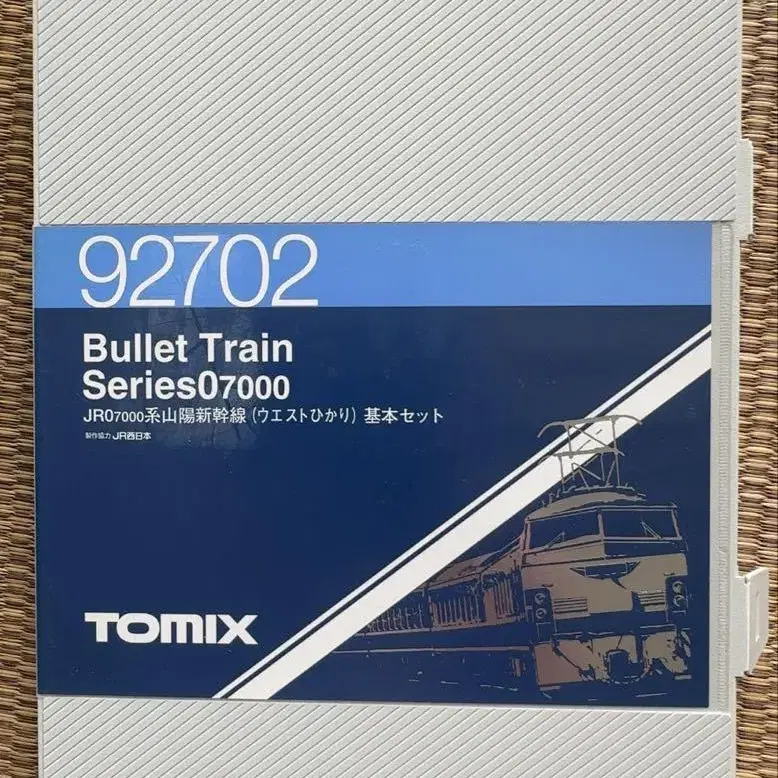 92702
Bullet Train
Series07000
JR07000系山陽新幹線(ウエストひかり)基本セット
製作協力 JR西日本
TOMIX